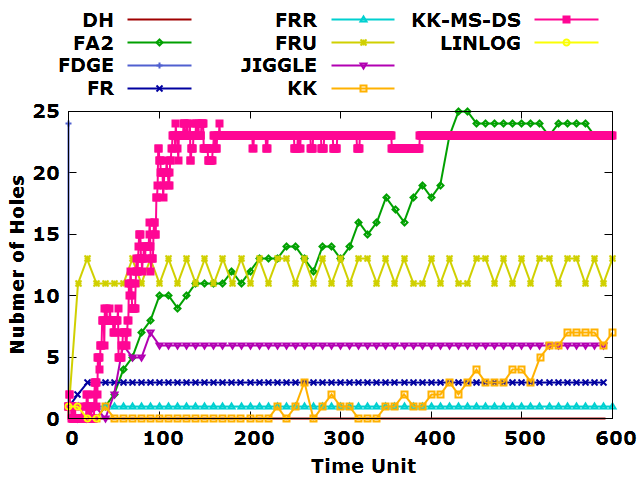 DH FRR KK-MS-DS
FA2 FRU LINLOG
FDGE JIGGLE
FR KK
25
20
15
10
5
0
0 100 200 300 400 500 600
Nubmer of Holes
Time Unit